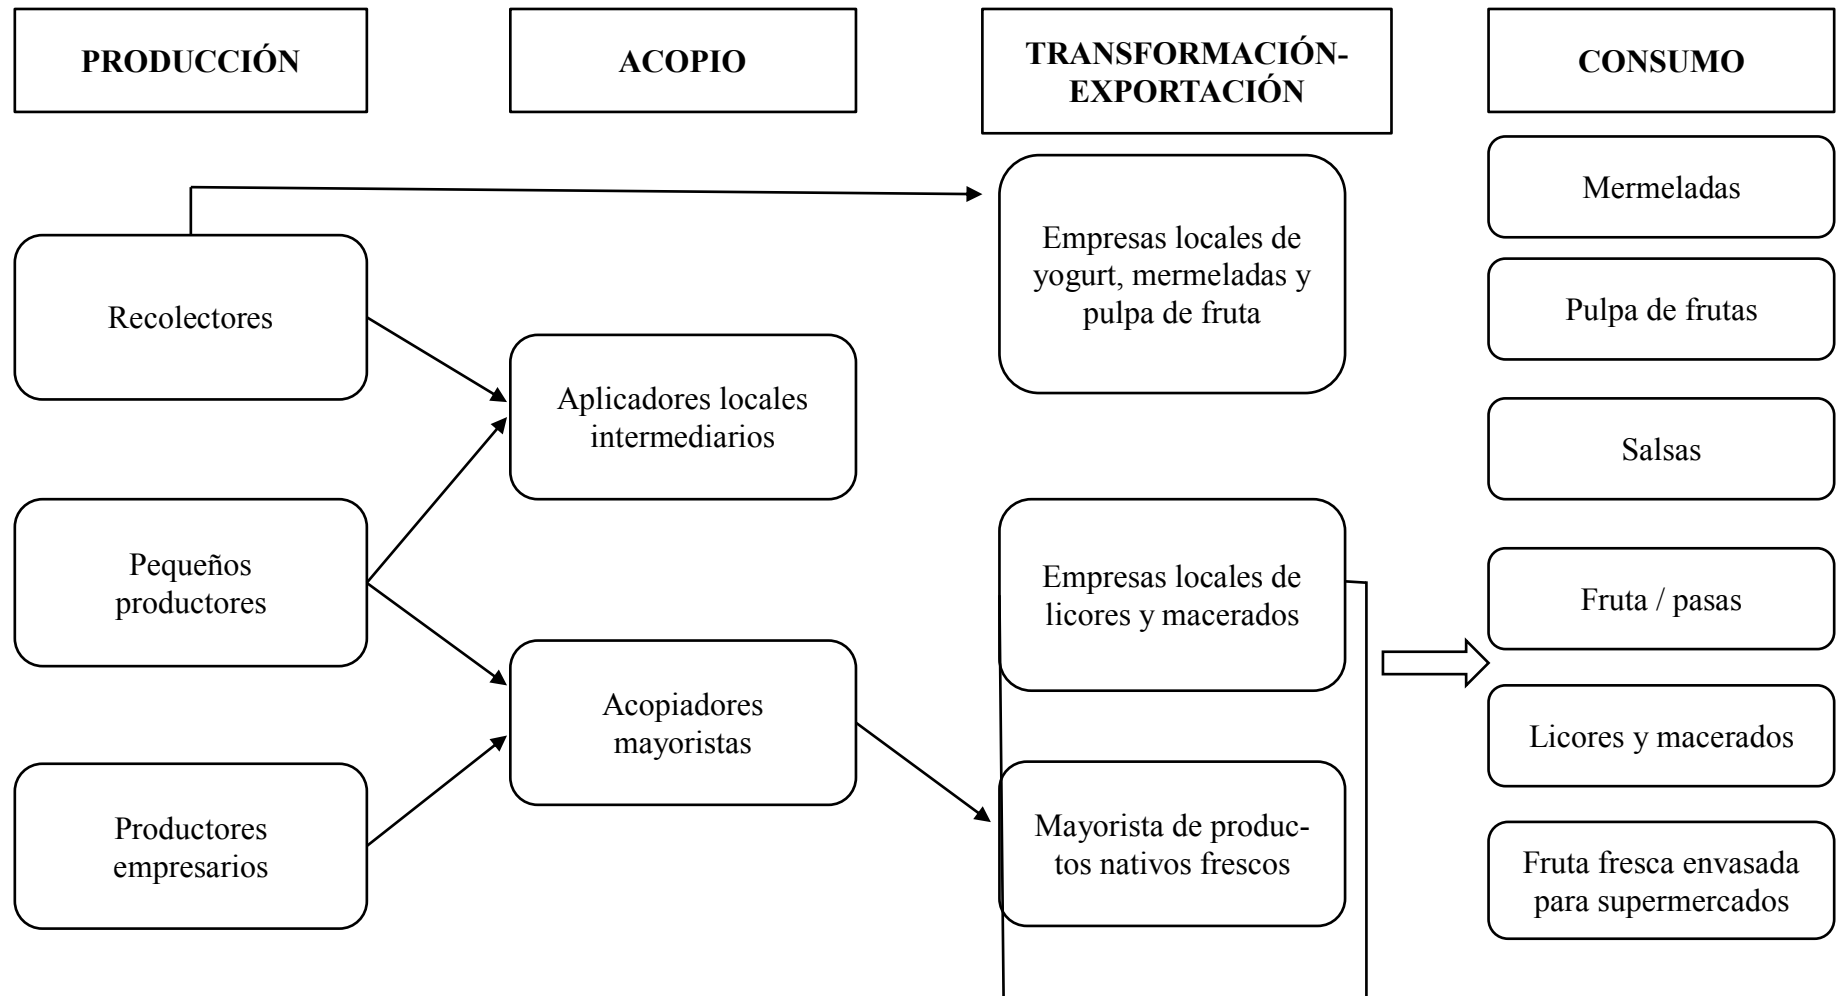 PRODUCCIÓN
ACOPIO
TRANSFORMACIÓN-
EXPORTACIÓN
CONSUMO
Recolectores
Pequeños
productores
Productores
empresarios
Aplicadores locales
intermediarios
Acopiadores
mayoristas
Empresas locales de
yogurt, mermeladas y
pulpa de fruta
Empresas locales de
licores y macerados
Mayorista de produc-
tos nativos frescos
Mermeladas
Pulpa de frutas
Salsas
Fruta / pasas
Licores y macerados
Fruta fresca envasada
para supermercados